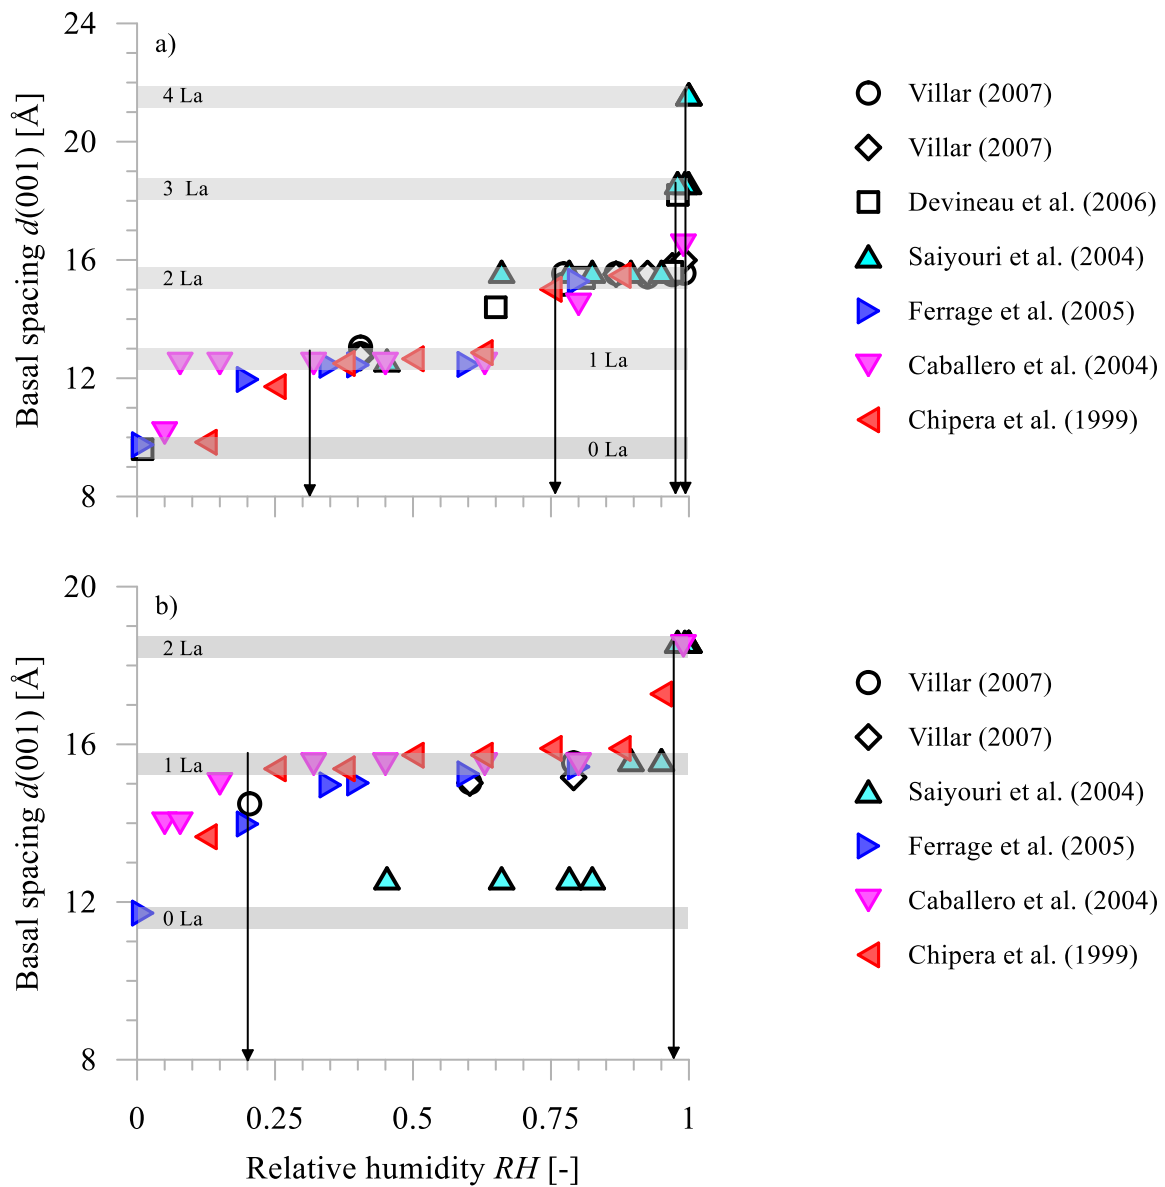 24
a)
4 La
20
3 La
16
2 La
1 La
12
0 La
8
Basal spacing d(001) [Å]
Villar (2007)
Villar (2007)
Devineau et al. (2006)
Saiyouri et al. (2004)
Ferrage et al. (2005)
Caballero et al. (2004)
Chipera et al. (1999)
20
b)
2 La
16
1 La
12
0 La
8
Basal spacing d(001) [Å]
0 0.25 0.5 0.75 1
Relative humidity RH [-]
Villar (2007)
Villar (2007)
Saiyouri et al. (2004)
Ferrage et al. (2005)
Caballero et al. (2004)
Chipera et al. (1999)